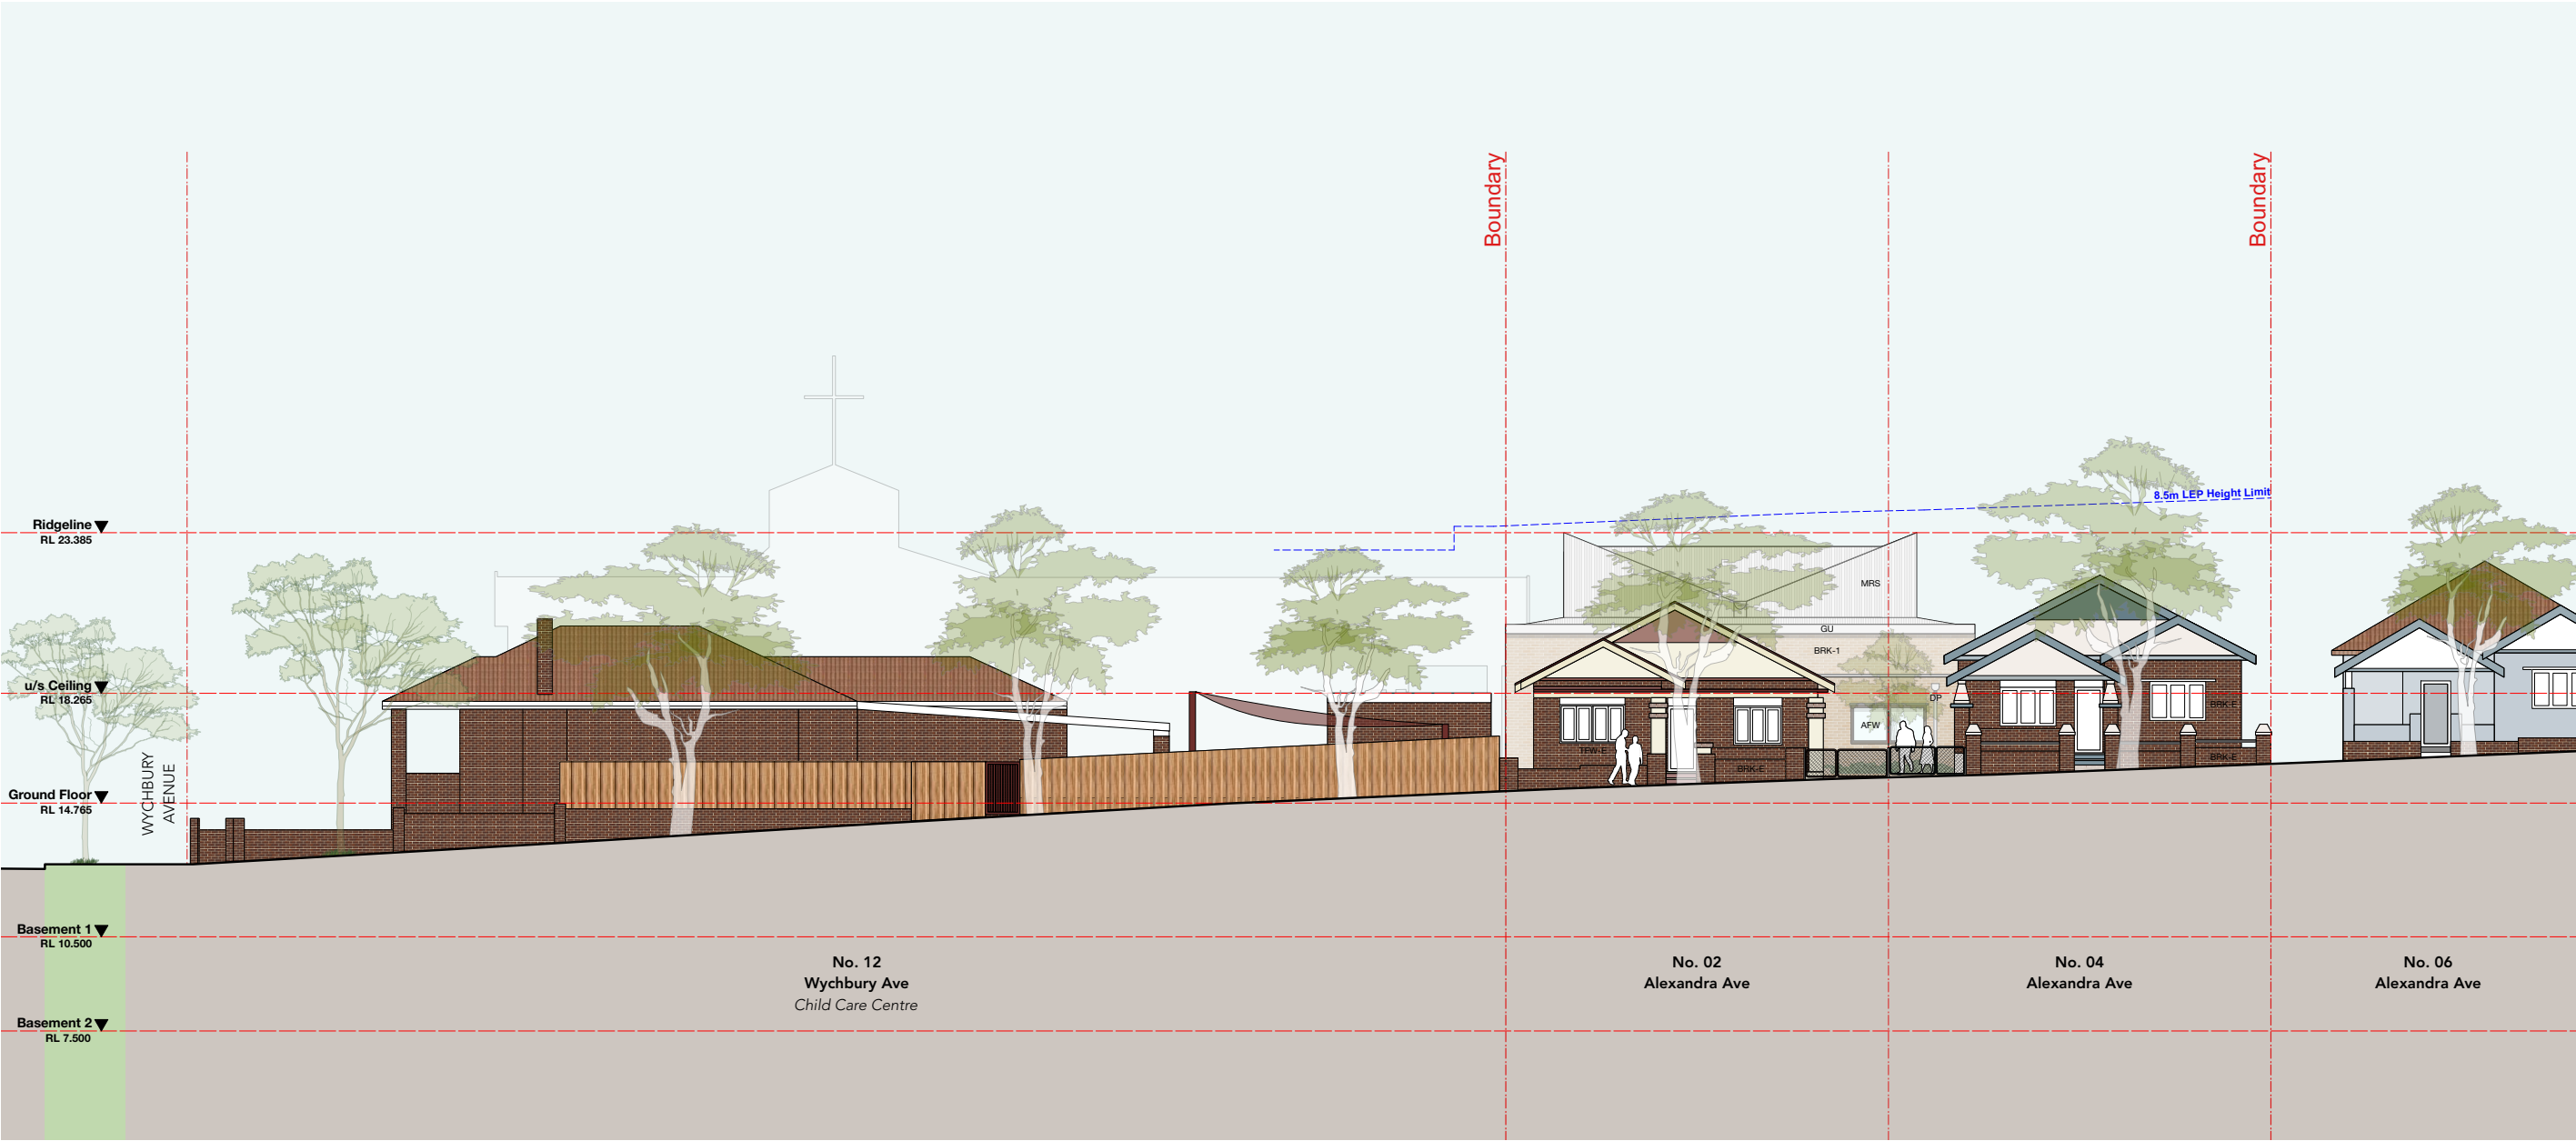 Boundary
Boundary
8.5m LEP Height Limit
Ridgeline
RL 23.385
MRS
GU
BRK-1
u/s Ceiling
RL 18.265
DP
BRK-E
AFW
TFW-E
BRK-E
BRK-E
WYCHBURY
AVENUE
Ground Floor
RL 14.765
Basement 1
RL 10.500
No. 12
Wychbury Ave
Child Care Centre
No. 02
Alexandra Ave
No. 04
Alexandra Ave
No. 06
Alexandra Ave
Basement 2
RL 7.500